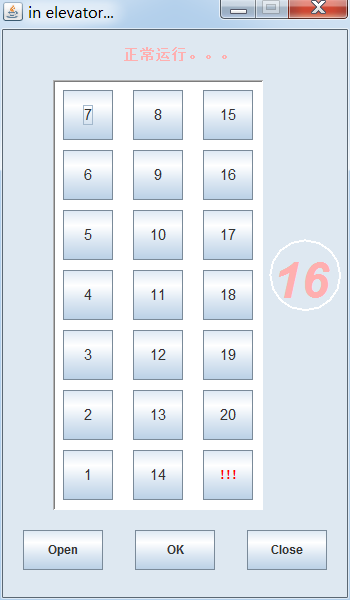 in elevator...
正常运行。。。
7 8 15
6 9 16
5 10 17
4 11 18
16
3 12 19
2 13 20
1 14 !!!
Open OK Close